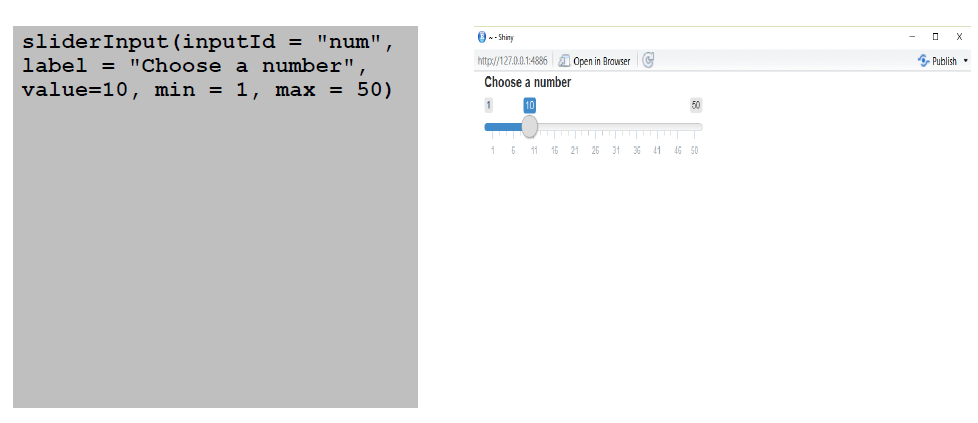 sliderInput(inputId = "num",
label = "Choose a number",
value=10, min = 1, max = 50)
~ - Shiny
http://127.0.0.1:4886 Open in Browser Publish
Choose a number
1 10 50
1 6 11 16 21 26 31 36 41 46 50